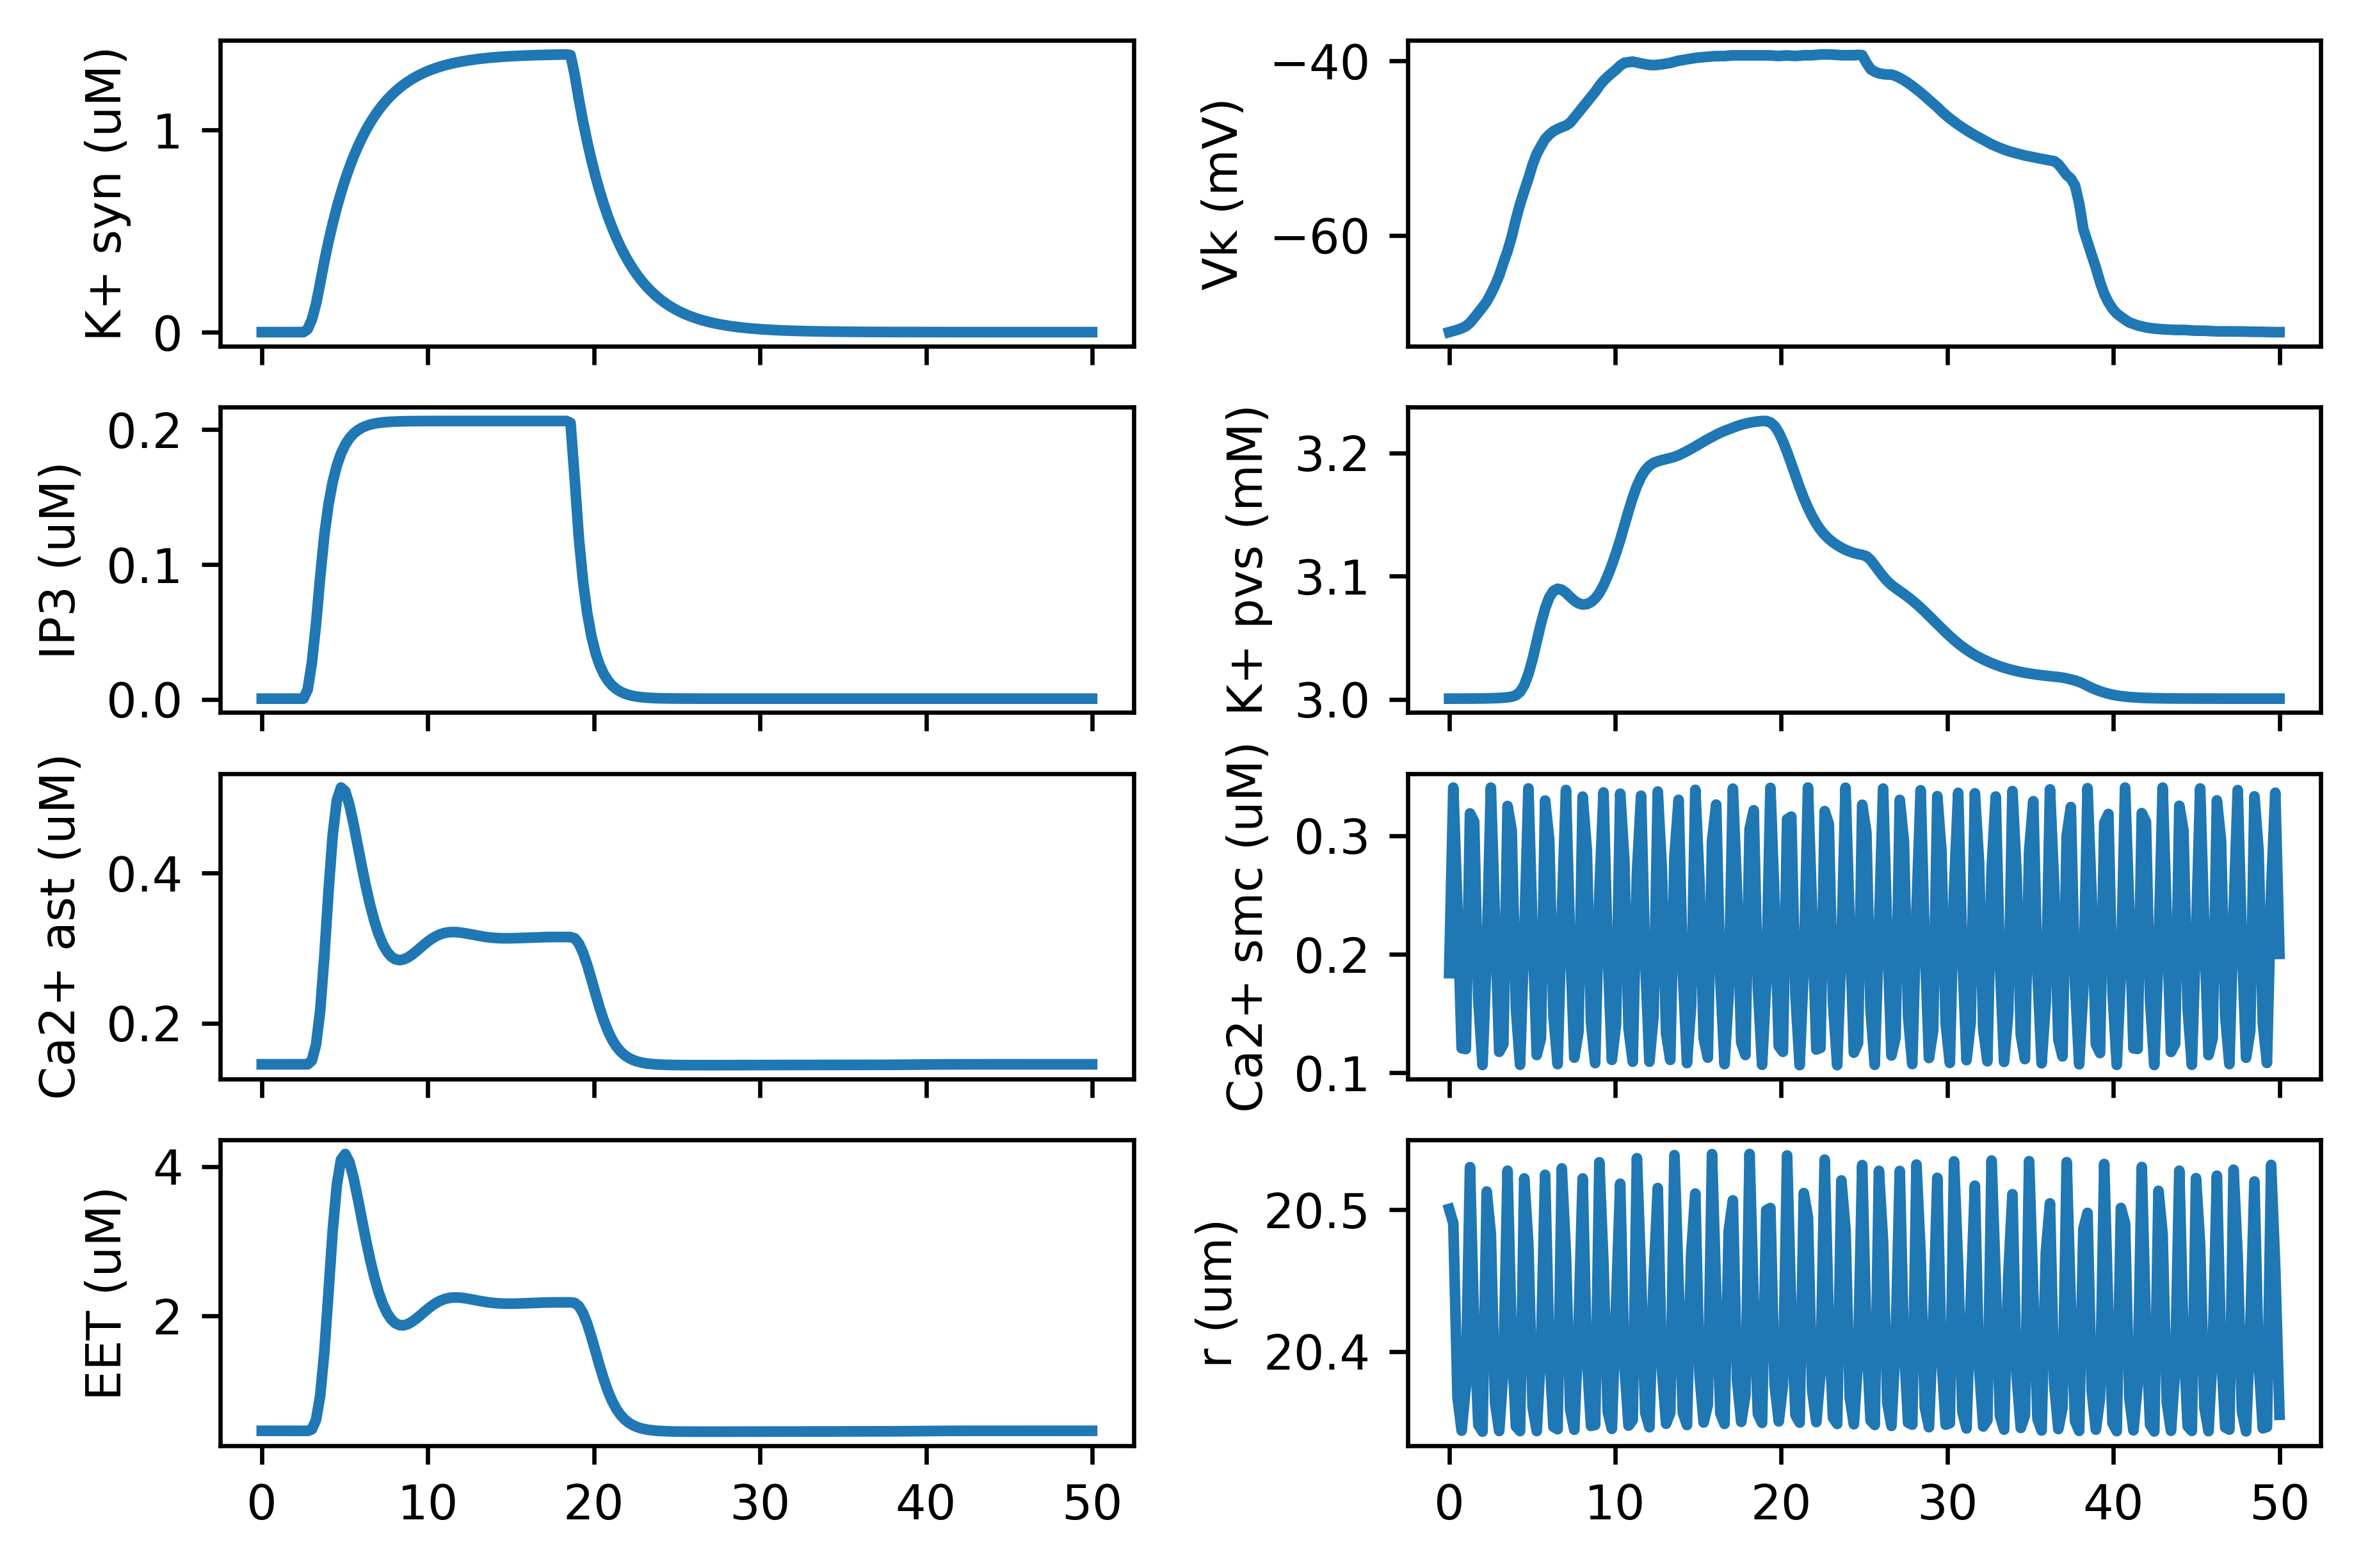 K+ syn (uM)
1
0
Vk (mV)
−40
−60
IP3 (uM)
0.2
0.1
0.0
K+ pvs (mM)
3.2
3.1
3.0
Ca2+ ast (uM)
0.4
0.2
Ca2+ smc (uM)
0.3
0.2
0.1
EET (uM)
4
2
0 10 20 30 40 50
r (um)
20.5
20.4
0 10 20 30 40 50